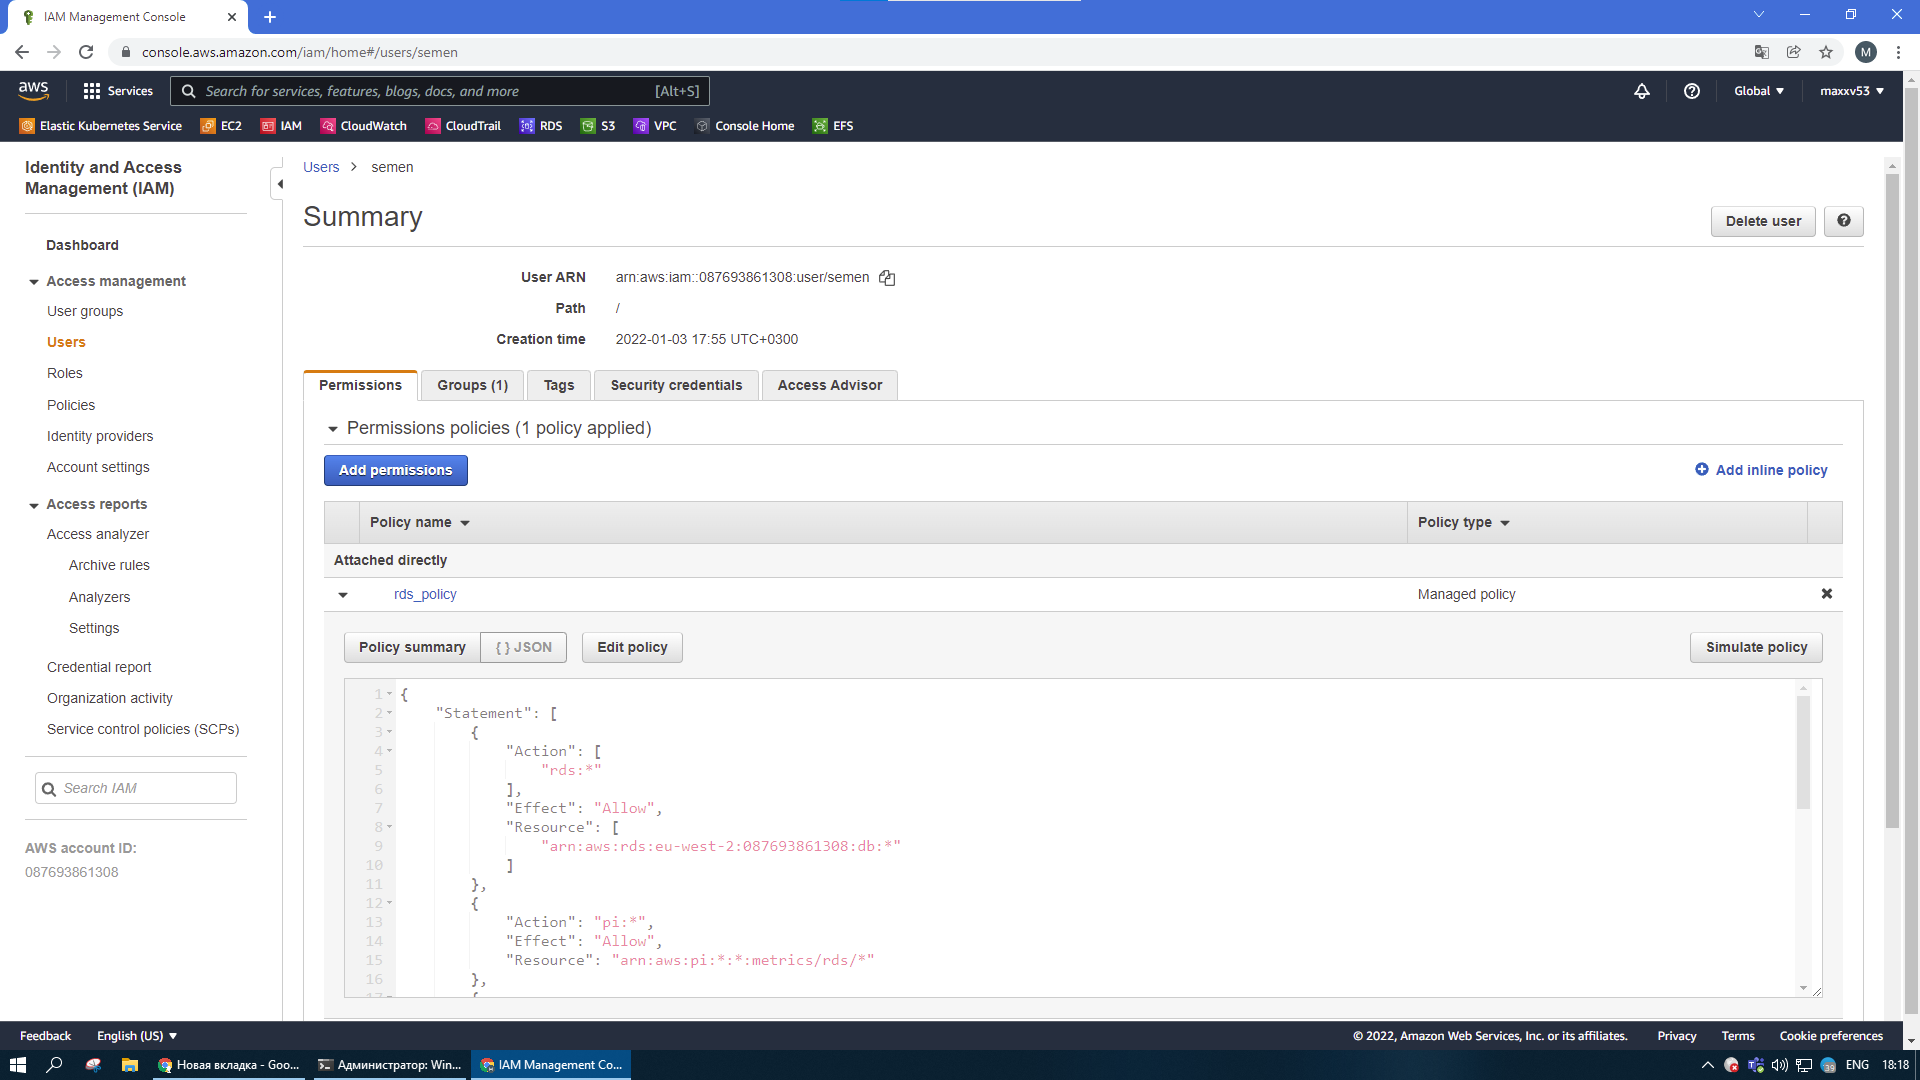 IAM Management Console
console.aws.amazon.com/iam/home#/users/semen
M
aws
Services
Search for services, features, blogs, docs, and more
[Alt+S]
Global
maxxv53
Elastic Kubernetes Service
EC2
IAM
CloudWatch
CloudTrail
RDS
S3
VPC
Console Home
EFS
Identity and Access
Management (IAM)
Dashboard
Access management
User groups
Users
Roles
Policies
Identity providers
Account settings
Access reports
Access analyzer
Archive rules
Analyzers
Settings
Credential report
Organization activity
Service control policies (SCPs)
Search IAM
AWS account ID:
087693861308
Users > semen
Summary
Delete user
User ARN arn:aws:iam::087693861308:user/semen
Path /
Creation time 2022-01-03 17:55 UTC+0300
Permissions
Groups (1)
Tags
Security credentials
Access Advisor
Permissions policies (1 policy applied)
Add permissions
Add inline policy
Policy name
Policy type
Attached directly
rds_policy
Managed policy
Policy summary
{ } JSON
Edit policy
Simulate policy
1 {
2 "Statement": [
3 {
4 "Action": [
5 "rds:*"
6 ],
7 "Effect": "Allow",
8 "Resource": [
9 "arn:aws:rds:eu-west-2:087693861308:db:*"
10 ]
11 },
12 {
13 "Action": "pi:*",
14 "Effect": "Allow",
15 "Resource": "arn:aws:pi:*:*:metrics/rds/*"
16 },
17 {
Feedback
English (US)
© 2022, Amazon Web Services, Inc. or its affiliates.
Privacy
Terms
Cookie preferences
Новая вкладка - Goo...
Администратор: Win...
IAM Management Co...
39
ENG
18:18